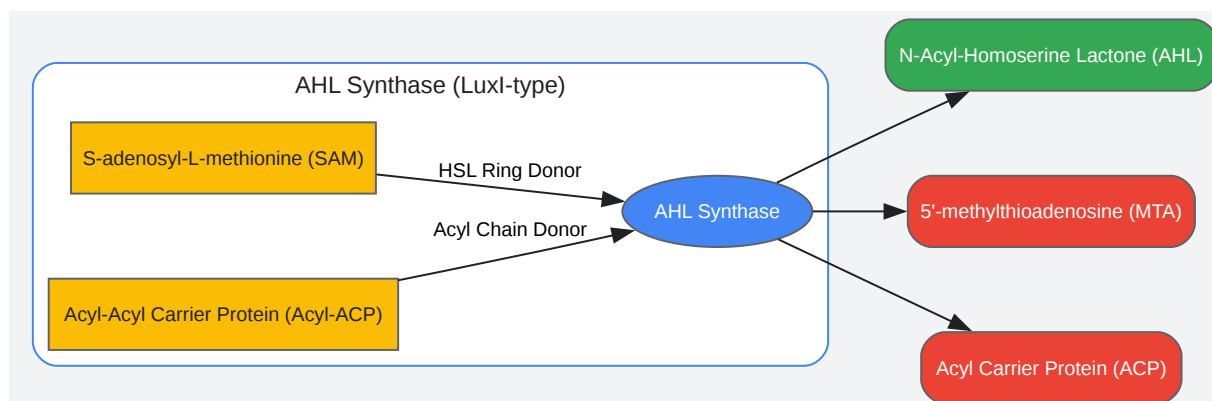 N-Acyl-Homoserine Lactone (AHL)
AHL Synthase (LuxI-type)
S-adenosyl-L-methionine (SAM)
HSL Ring Donor
AHL Synthase
5'-methylthioadenosine (MTA)
Acyl Chain Donor
Acyl-Acyl Carrier Protein (Acyl-ACP)
Acyl Carrier Protein (ACP)